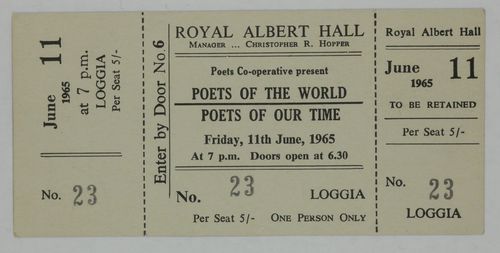 June 11
1965
at 7 p.m.
LOGGIA
Per Seat 5/-
No. 23
Enter by Door No. 6
ROYAL ALBERT HALL
Manager ... Christopher R. Hopper
Poets Co-operative present
POETS OF THE WORLD
POETS OF OUR TIME
Friday, 11th June, 1965
At 7 p.m. Doors open at 6.30
No. 23 LOGGIA
Per Seat 5/- One Person Only
Royal Albert Hall
June 11
1965
TO BE RETAINED
Per Seat 5/-
No. 23
LOGGIA